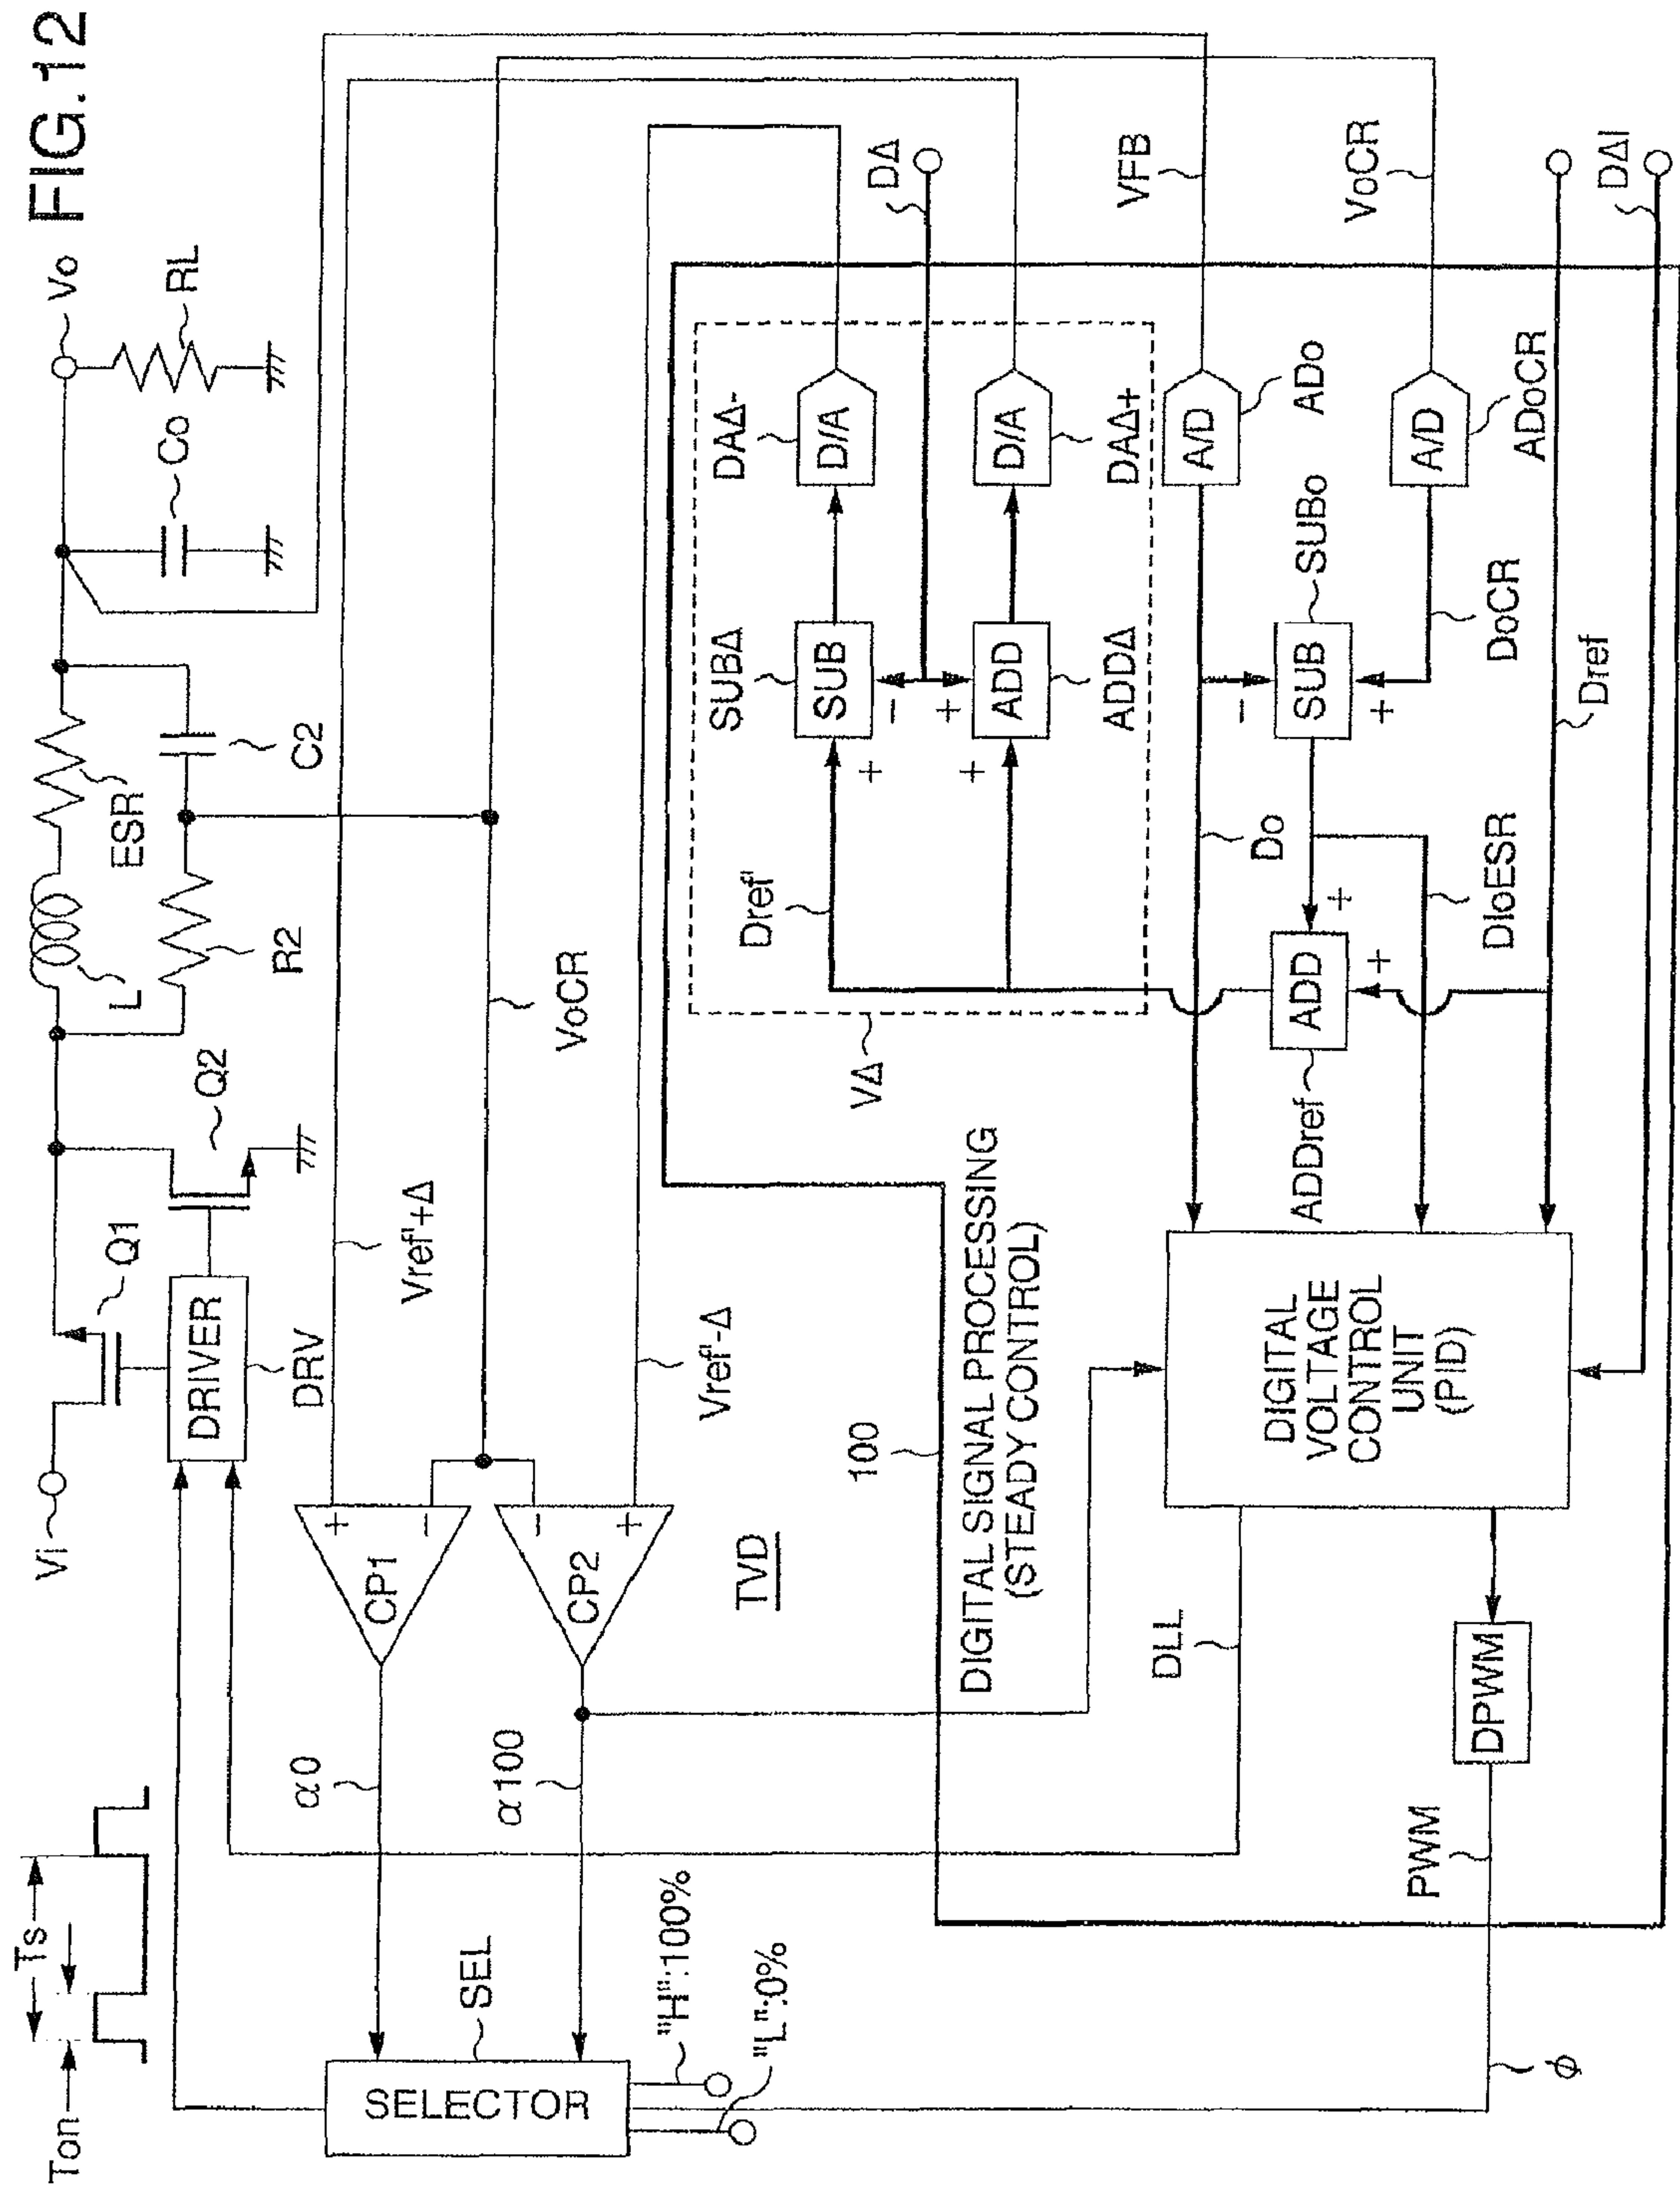 FIG.12
Ton
Ts
Vi
Q1
Q2
L
ESR
R2
C2
Co
Vo
RL
DRIVER
DRV
Vref'+Δ
VoCR
Vref'-Δ
CP1
+
−
CP2
−
+
α0
α100
TVD
SELECTOR
SEL
"H":100%
"L":0%
100
DIGITAL SIGNAL PROCESSING
(STEADY CONTROL)
VΔ
Dref'
SUBΔ
SUB
+
−
DAΔ-
D/A
DΔ
ADD
+
+
ADDΔ
D/A
DAΔ+
VFB
A/D
ADo
Do
SUB
SUBo
−
+
VoCR
A/D
ADoCR
DoCR
ADD
ADDref
+
+
DIoESR
Dref
DΔI
DIGITAL
VOLTAGE
CONTROL
UNIT
(PID)
DLL
DPWM
PWM
φ